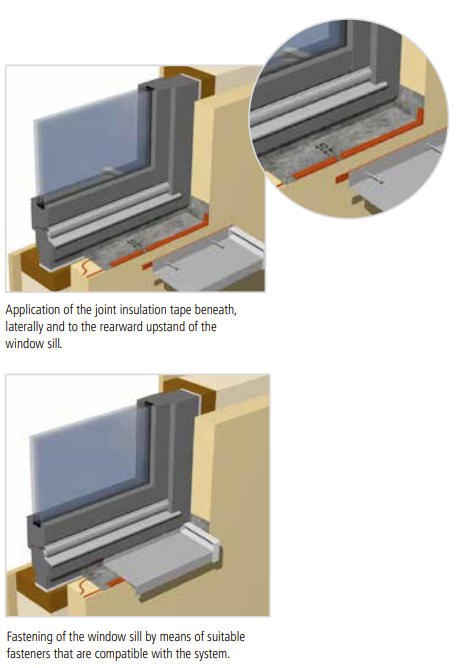 Application of the joint insulation tape beneath,
laterally and to the rearward upstand of the
window sill.
Fastening of the window sill by means of suitable
fasteners that are compatible with the system.